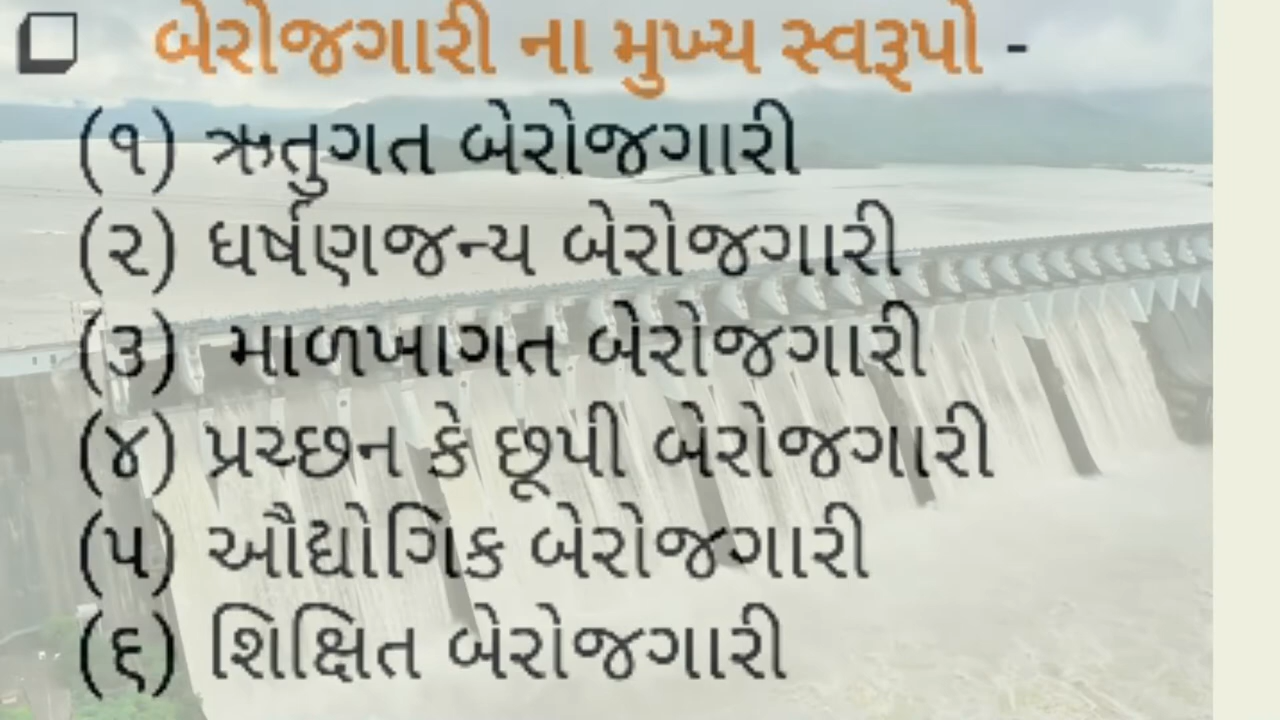 ❑ બેરોજગારી ના મુખ્ય સ્વરૂપો -
(૧) ઋતુગત બેરોજગારી
(૨) ઘર્ષણજન્ય બેરોજગારી
(૩) માળખાગત બેરોજગારી
(૪) પ્રચ્છન કે છૂપી બેરોજગારી
(૫) ઔદ્યોગિક બેરોજગારી
(૬) શિક્ષિત બેરોજગારી